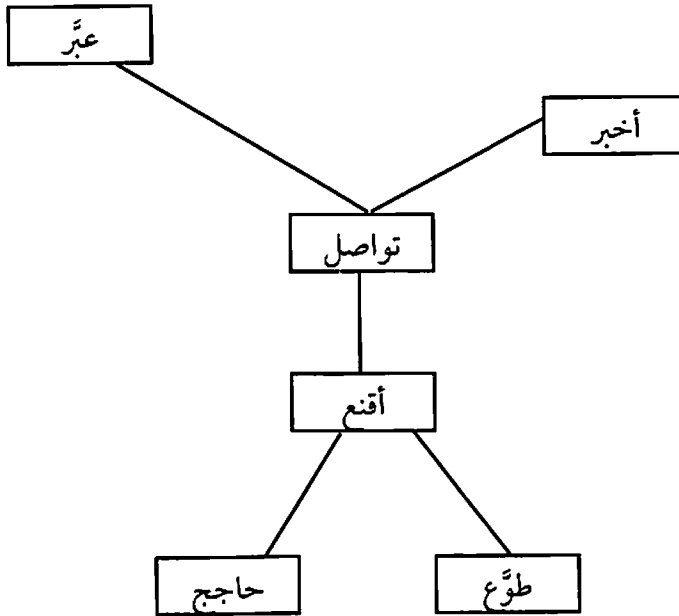 عبَّر
أخبر
تواصل
أقنع
حاجج
طوَّع